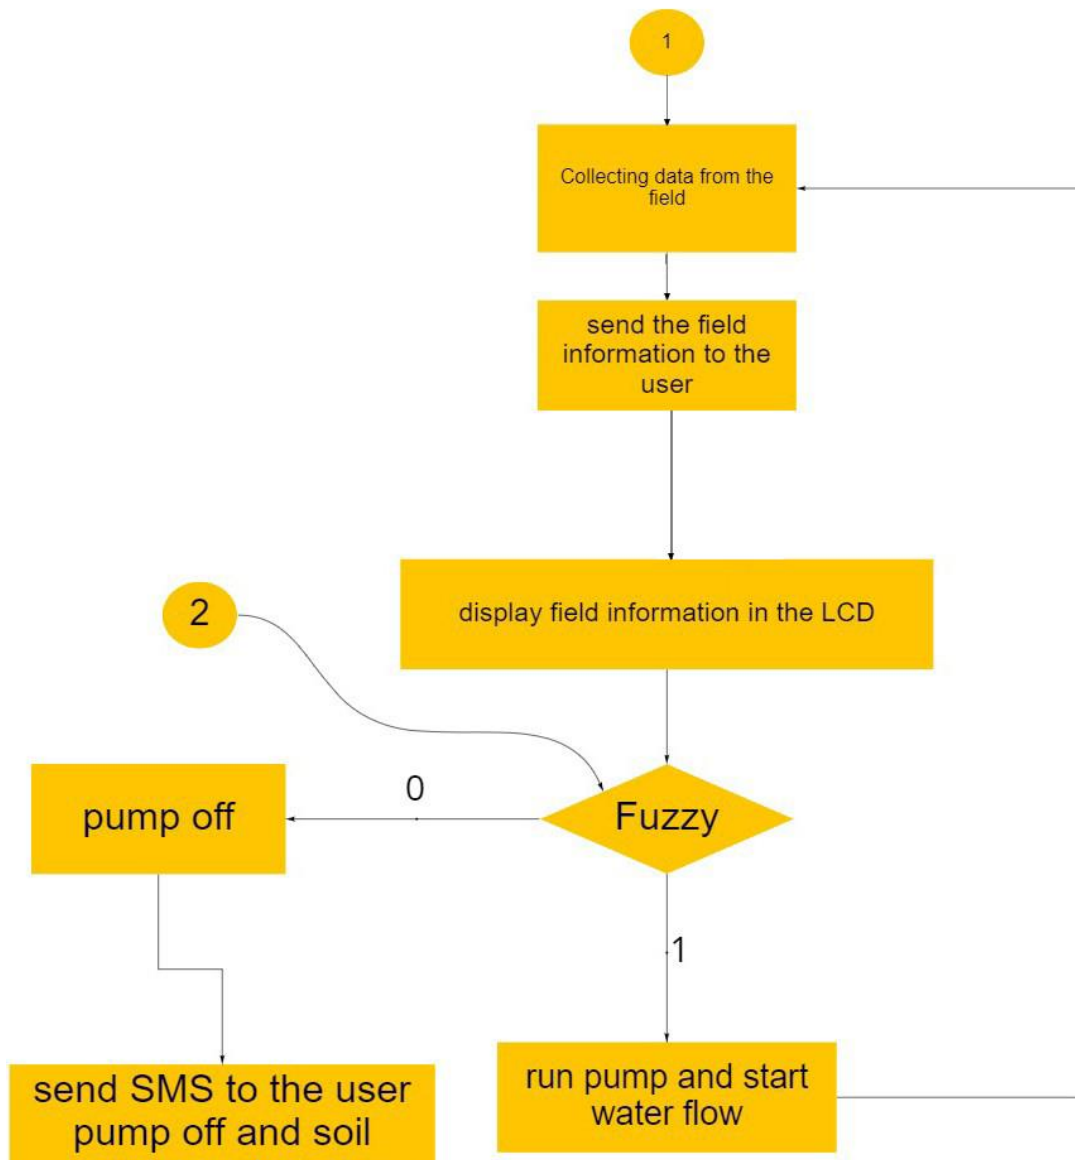 1
Collecting data from the
field
send the field
information to the
user
display field information in the LCD
2
Fuzzy
0
pump off
1
send SMS to the user
pump off and soil
run pump and start
water flow